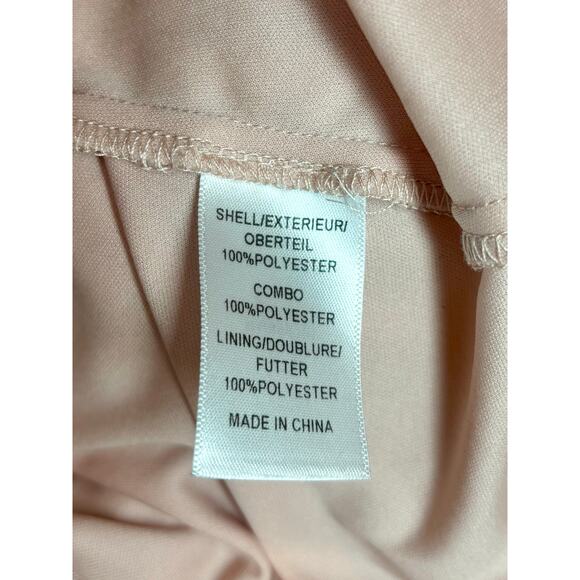 SHELL/EXTERIEUR/
OBERTEIL
100%POLYESTER
COMBO
100%POLYESTER
LINING/DOUBLURE/
FUTTER
100%POLYESTER
MADE IN CHINA